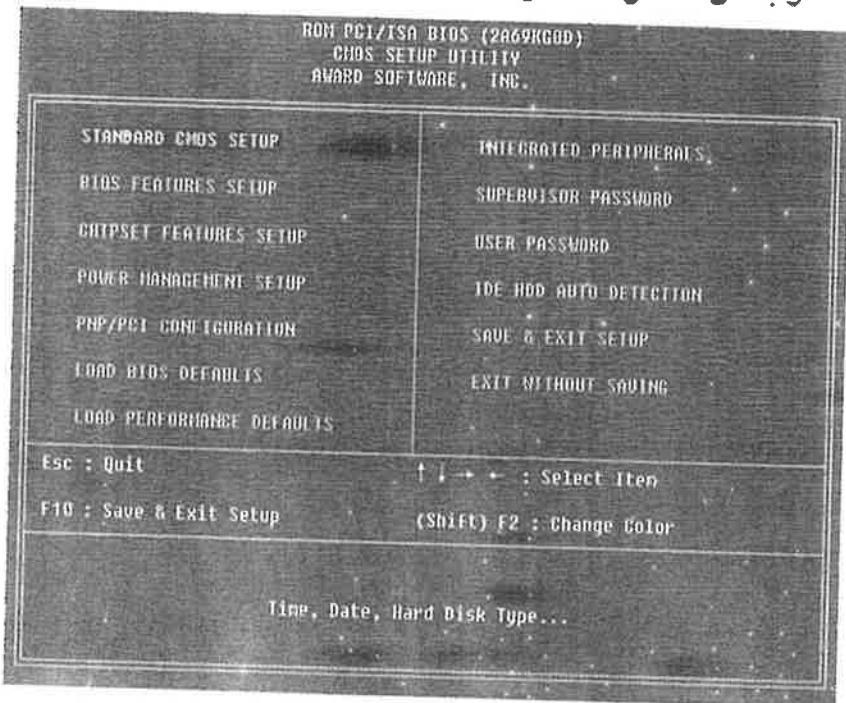 ROM PCI/ISA BIOS (2A69KG0D)
CMOS SETUP UTILITY
AWARD SOFTWARE, INC.
STANDARD CMOS SETUP
BIOS FEATURES SETUP
CHIPSET FEATURES SETUP
POWER MANAGEMENT SETUP
PNP/PCI CONFIGURATION
LOAD BIOS DEFAULTS
LOAD PERFORMANCE DEFAULTS
INTEGRATED PERIPHERALS
SUPERVISOR PASSWORD
USER PASSWORD
IDE HDD AUTO DETECTION
SAVE & EXIT SETUP
EXIT WITHOUT SAVING
Esc : Quit
↑ ↓ → ← : Select Item
F10 : Save & Exit Setup
(Shift) F2 : Change Color
Time, Date, Hard Disk Type...